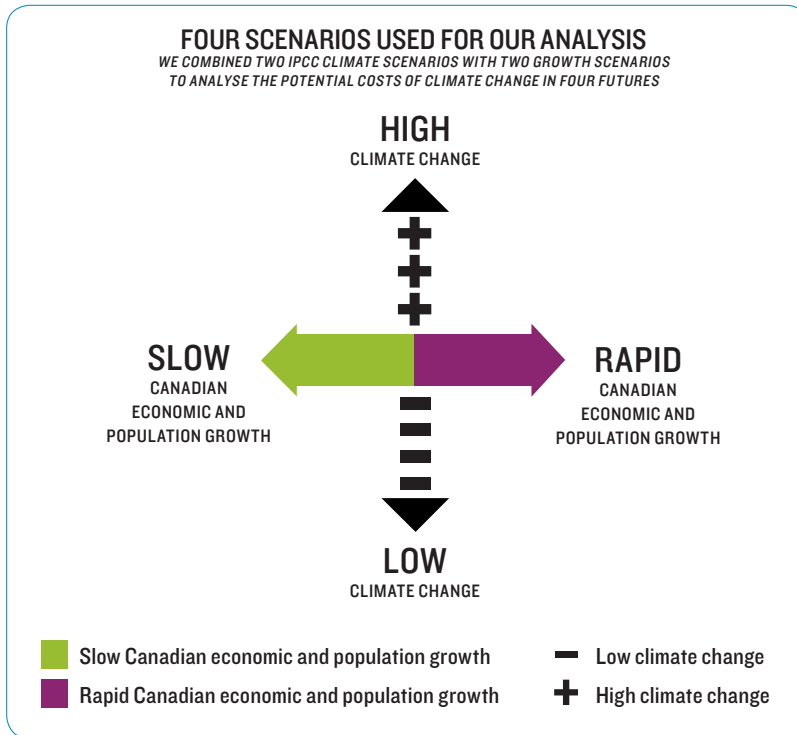 FOUR SCENARIOS USED FOR OUR ANALYSIS
WE COMBINED TWO IPCC CLIMATE SCENARIOS WITH TWO GROWTH SCENARIOS
TO ANALYSE THE POTENTIAL COSTS OF CLIMATE CHANGE IN FOUR FUTURES
HIGH
CLIMATE CHANGE
SLOW
CANADIAN
ECONOMIC AND
POPULATION GROWTH
RAPID
CANADIAN
ECONOMIC AND
POPULATION GROWTH
LOW
CLIMATE CHANGE
Slow Canadian economic and population growth
Rapid Canadian economic and population growth
Low climate change
High climate change